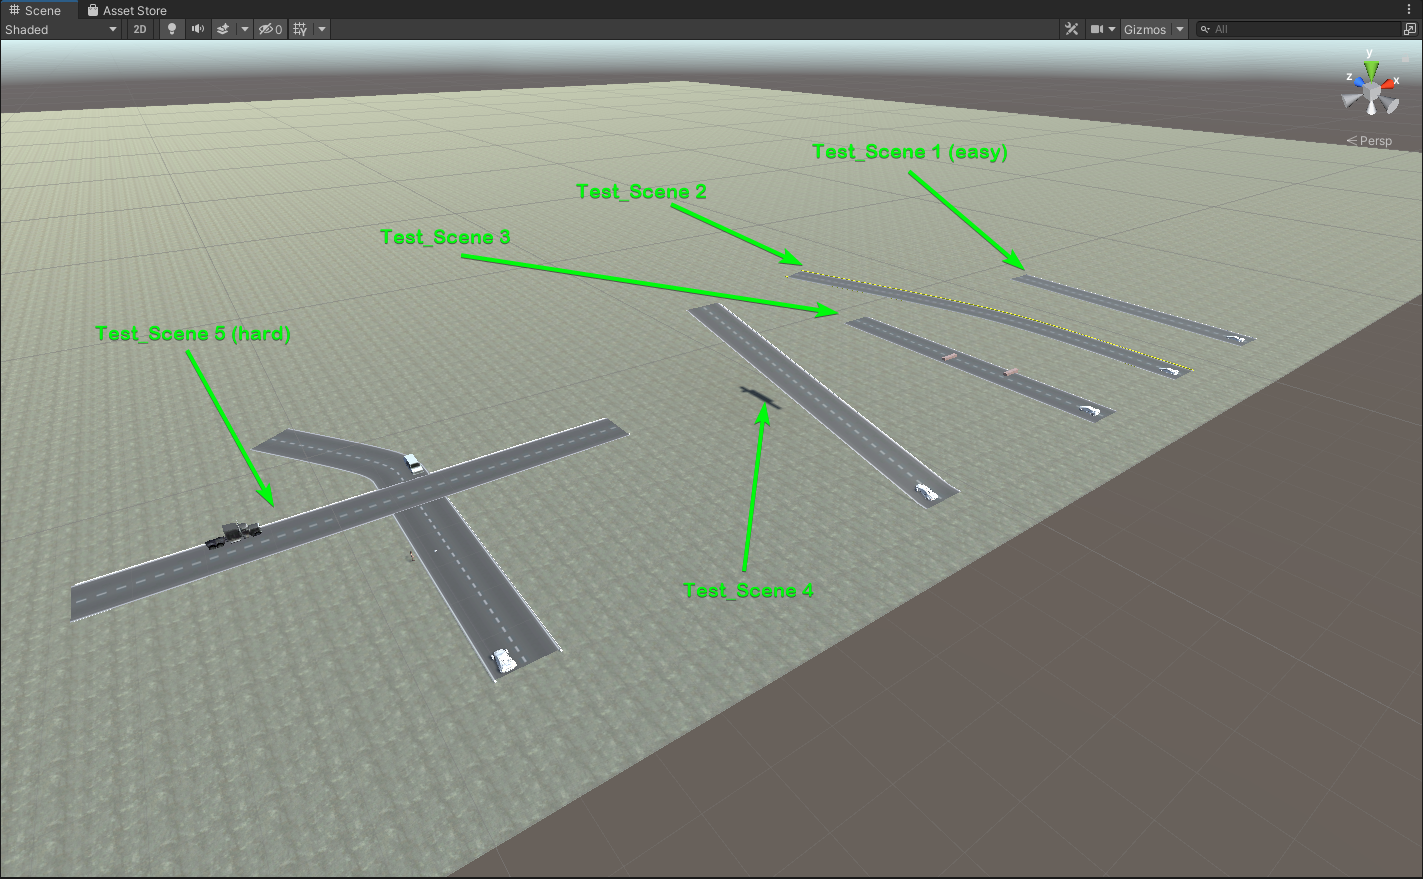 Scene
Asset Store
Shaded
2D
0
Gizmos
All
y
z
x
Persp
Test_Scene 1 (easy)
Test_Scene 2
Test_Scene 3
Test_Scene 5 (hard)
Test_Scene 4